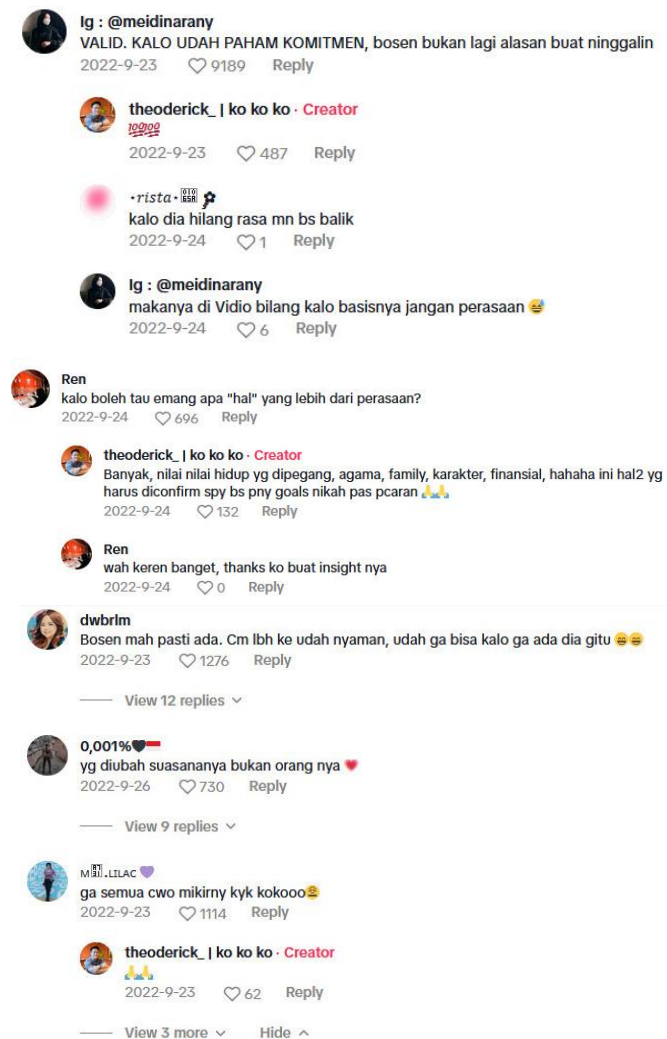 Ig : @meidinarany
VALID. KALO UDAH PAHAM KOMITMEN, bosen bukan lagi alasan buat ninggalin
2022-9-23 9189 Reply
theoderick_ | ko ko ko · Creator
💯💯
2022-9-23 487 Reply
•rista•
kalo dia hilang rasa mn bs balik
2022-9-24 1 Reply
Ig : @meidinarany
makanya di Vidio bilang kalo basisnya jangan perasaan 😅
2022-9-24 6 Reply
Ren
kalo boleh tau emang apa "hal" yang lebih dari perasaan?
2022-9-24 696 Reply
theoderick_ | ko ko ko · Creator
Banyak, nilai nilai hidup yg dipegang, agama, family, karakter, finansial, hahaha ini hal2 yg
harus diconfirm spy bs pny goals nikah pas pcaran 🙏🙏
2022-9-24 132 Reply
Ren
wah keren banget, thanks ko buat insight nya
2022-9-24 0 Reply
dwbrlm
Bosen mah pasti ada. Cm lbh ke udah nyaman, udah ga bisa kalo ga ada dia gitu 😄😄
2022-9-23 1276 Reply
View 12 replies
0,001%🖤
yg diubah suasananya bukan orang nya 💗
2022-9-26 730 Reply
View 9 replies
ᴍ.ʟɪʟᴀᴄ 💜
ga semua cwo mikirny kyk kokooo
2022-9-23 1114 Reply
theoderick_ | ko ko ko · Creator
🙏🙏
2022-9-23 62 Reply
View 3 more Hide